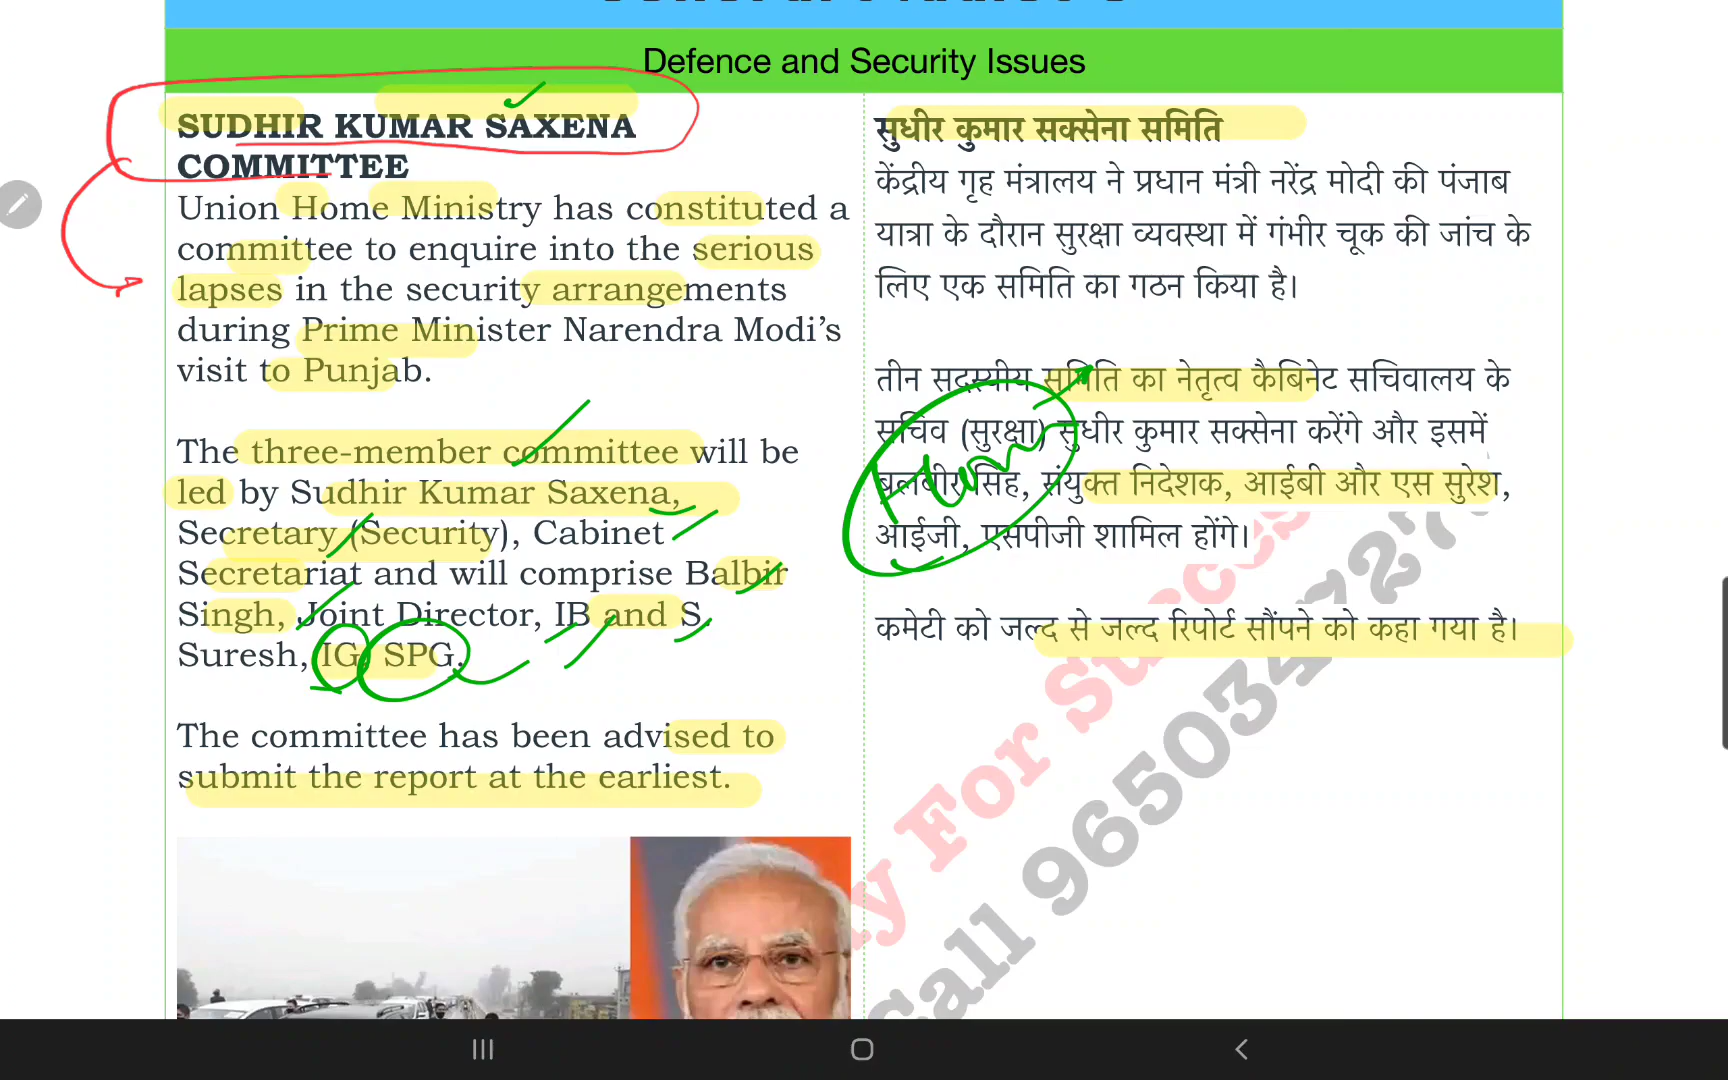 Defence and Security Issues
SUDHIR KUMAR SAXENA
COMMITTEE
Union Home Ministry has constituted a
committee to enquire into the serious
lapses in the security arrangements
during Prime Minister Narendra Modi’s
visit to Punjab.
The three-member committee will be
led by Sudhir Kumar Saxena,
Secretary (Security), Cabinet
Secretariat and will comprise Balbir
Singh, Joint Director, IB and S.
Suresh, IG, SPG.
The committee has been advised to
submit the report at the earliest.
सुधीर कुमार सक्सेना समिति
केंद्रीय गृह मंत्रालय ने प्रधान मंत्री नरेंद्र मोदी की पंजाब
यात्रा के दौरान सुरक्षा व्यवस्था में गंभीर चूक की जांच के
लिए एक समिति का गठन किया है।
तीन सदस्यीय समिति का नेतृत्व कैबिनेट सचिवालय के
सचिव (सुरक्षा) सुधीर कुमार सक्सेना करेंगे और इसमें
बलबीर सिंह, संयुक्त निदेशक, आईबी और एस सुरेश,
आईजी, एसपीजी शामिल होंगे।
कमेटी को जल्द से जल्द रिपोर्ट सौंपने को कहा गया है।
For
Call